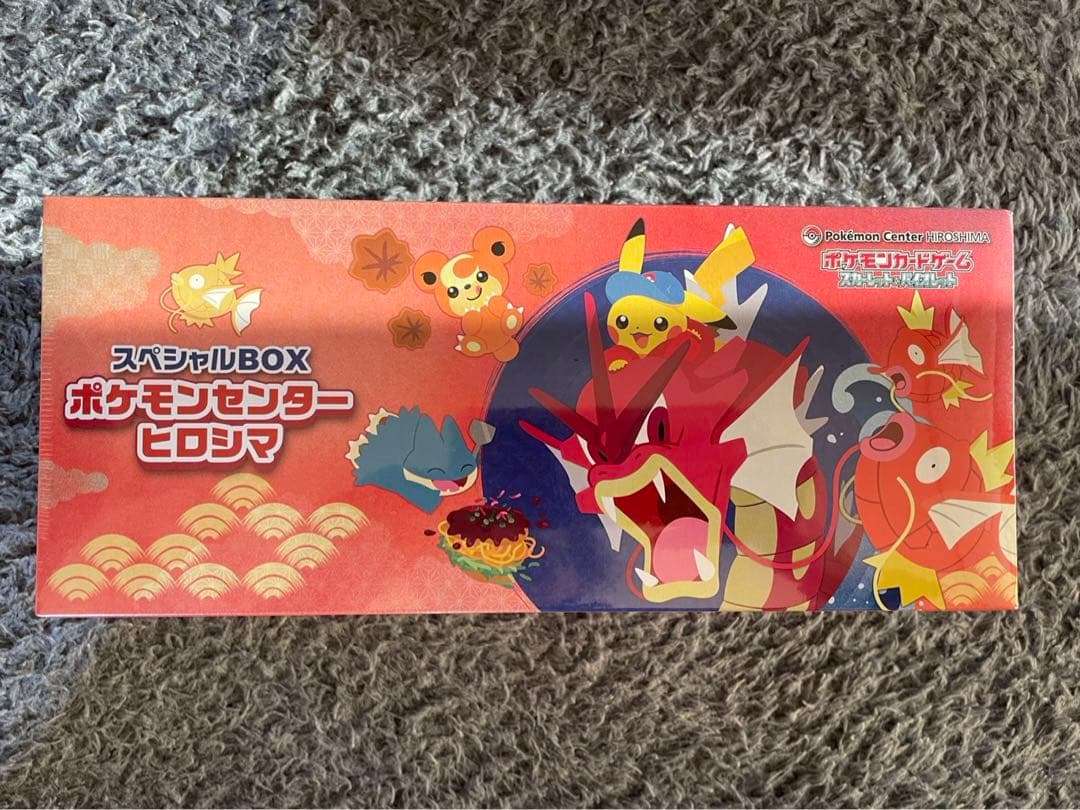 Pokémon Center HIROSHIMA
ポケモンカードゲーム
スカーレット&バイオレット
スペシャルBOX
ポケモンセンター
ヒロシマ